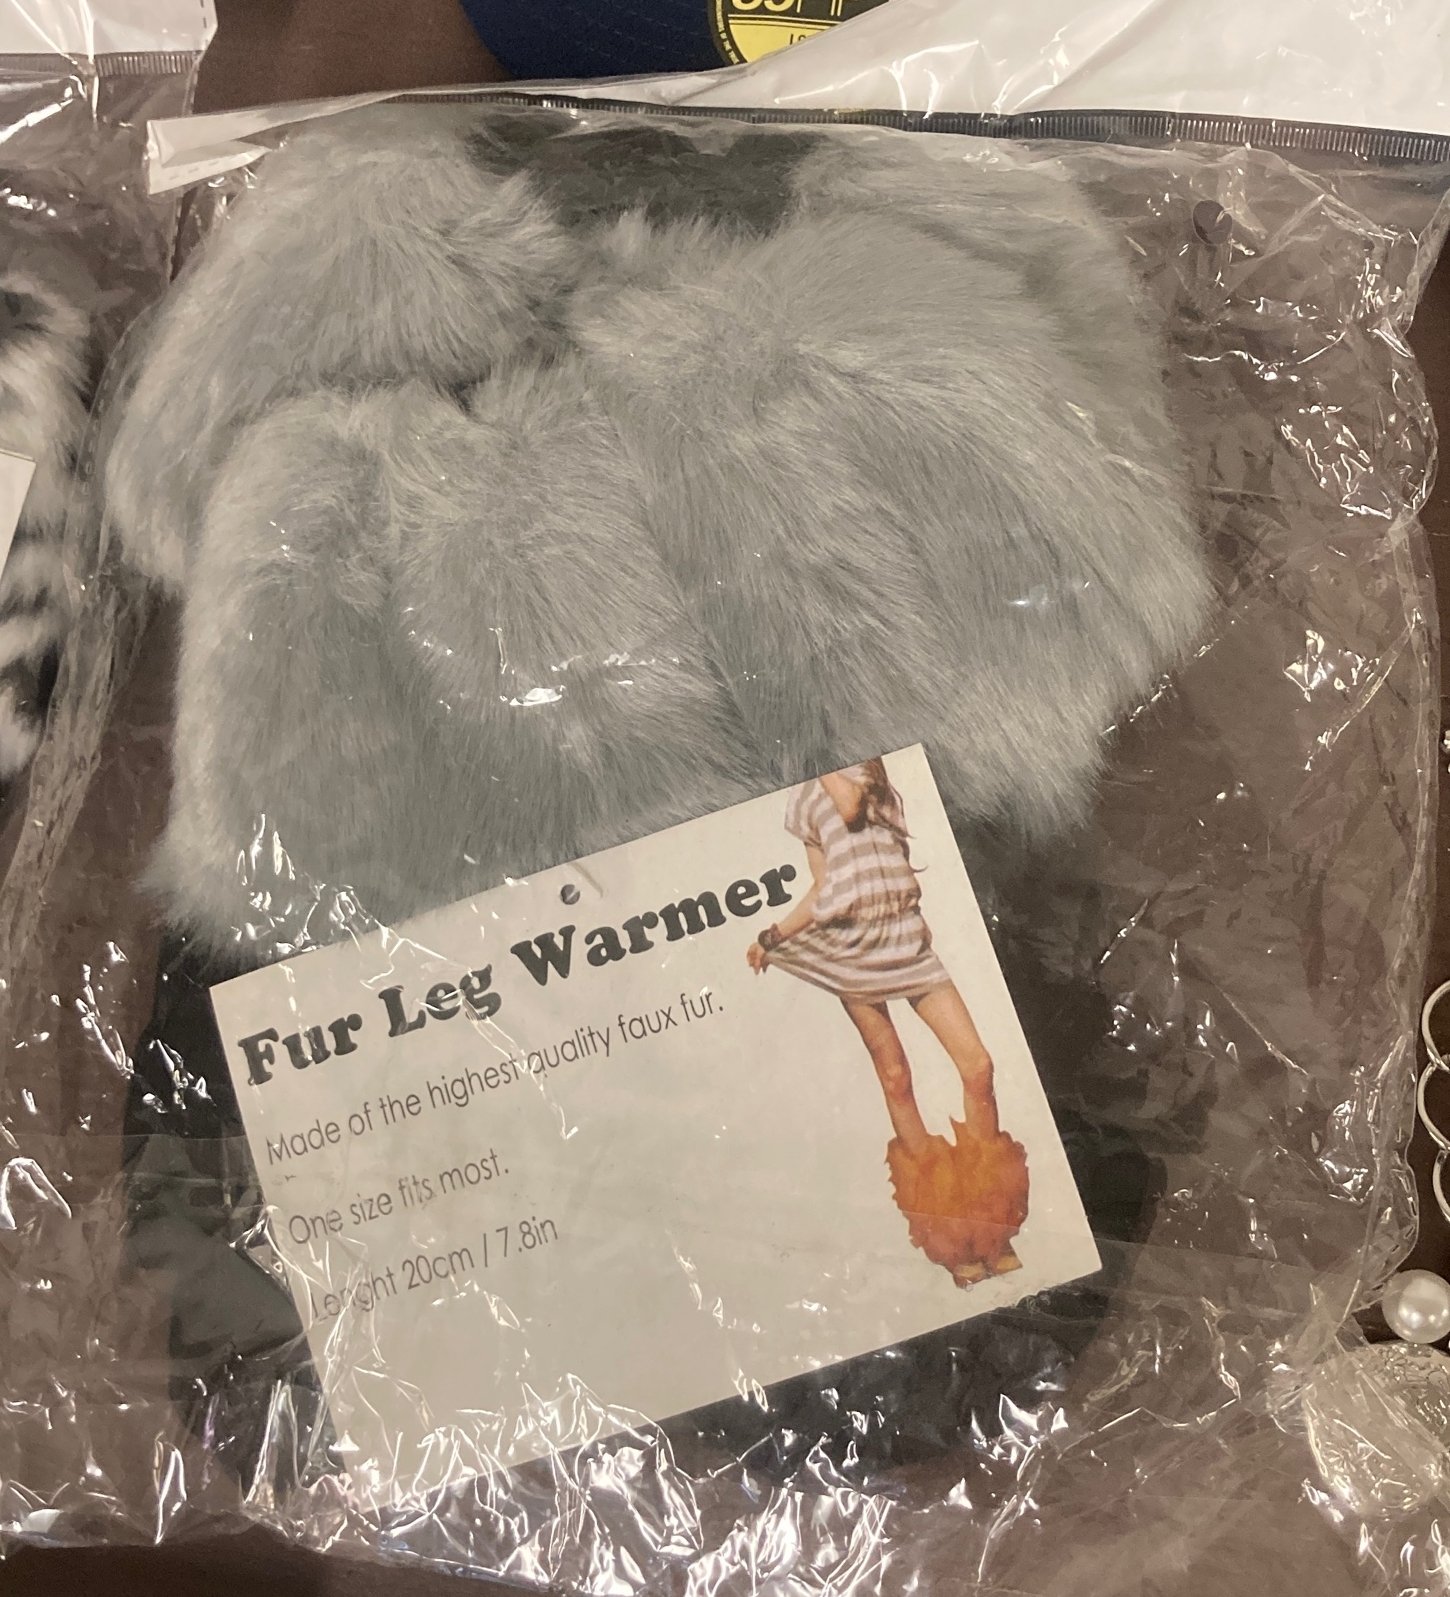 Fur Leg Warmer
Made of the highest quality faux fur.
One size fits most.
Lenght 20cm / 7.8in